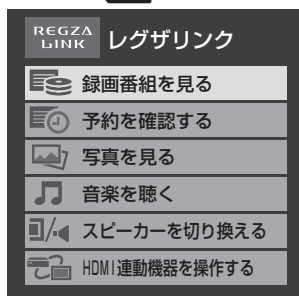 REGZA
LINK
レグザリンク
録画番組を見る
予約を確認する
写真を見る
音楽を聴く
スピーカーを切り換える
HDMI連動機器を操作する